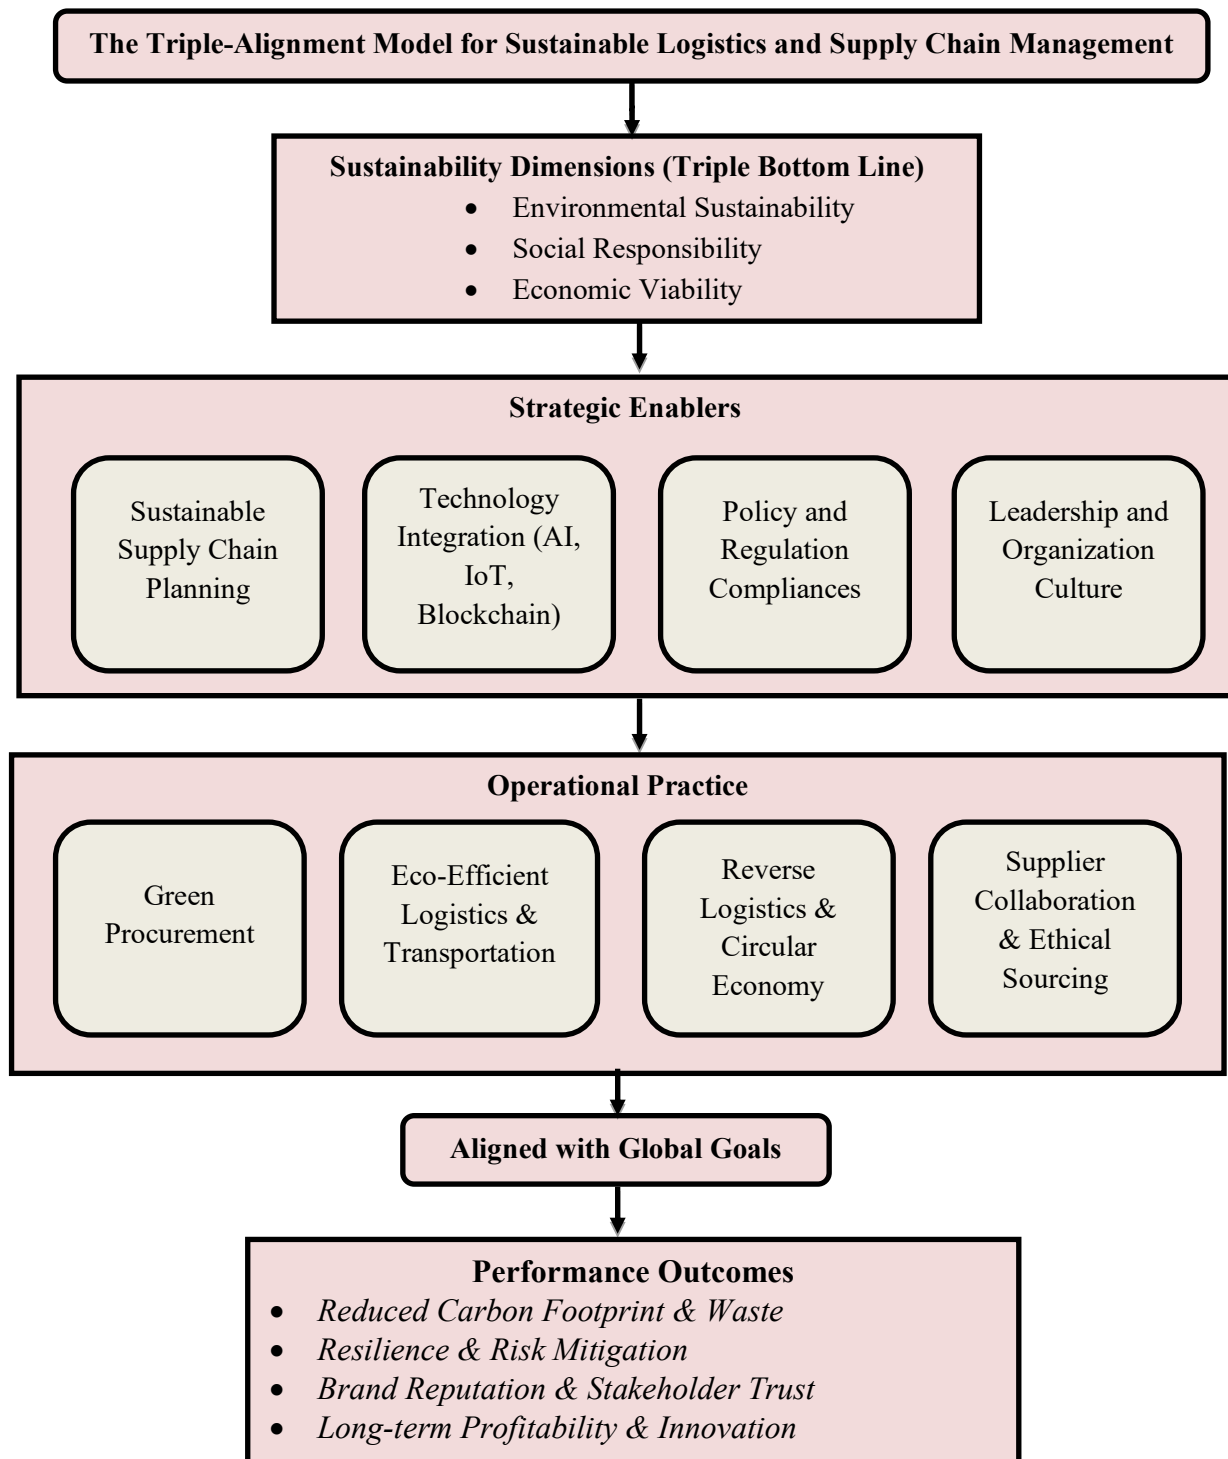 The Triple-Alignment Model for Sustainable Logistics and Supply Chain Management
Sustainability Dimensions (Triple Bottom Line)
• Environmental Sustainability
• Social Responsibility
• Economic Viability
Strategic Enablers
Sustainable
Supply Chain
Planning
Technology
Integration (AI,
IoT,
Blockchain)
Policy and
Regulation
Compliances
Leadership and
Organization
Culture
Operational Practice
Green
Procurement
Eco-Efficient
Logistics &
Transportation
Reverse
Logistics &
Circular
Economy
Supplier
Collaboration
& Ethical
Sourcing
Aligned with Global Goals
Performance Outcomes
• Reduced Carbon Footprint & Waste
• Resilience & Risk Mitigation
• Brand Reputation & Stakeholder Trust
• Long-term Profitability & Innovation